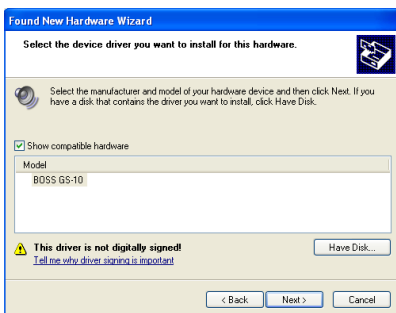 Found New Hardware Wizard
Select the device driver you want to install for this hardware.
Select the manufacturer and model of your hardware device and then click Next. If you
have a disk that contains the driver you want to install, click Have Disk.
Show compatible hardware
Model
BOSS GS-10
This driver is not digitally signed!
Tell me why driver signing is important
Have Disk...
< Back
Next >
Cancel